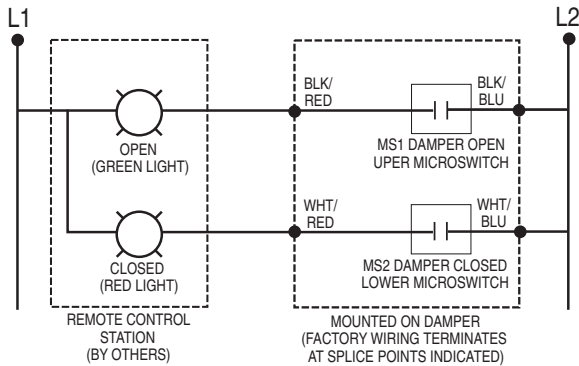 L1
L2
BLK/
RED
BLK/
BLU
OPEN
(GREEN LIGHT)
MS1 DAMPER OPEN
UPER MICROSWITCH
WHT/
RED
WHT/
BLU
CLOSED
(RED LIGHT)
MS2 DAMPER CLOSED
LOWER MICROSWITCH
REMOTE CONTROL
STATION
(BY OTHERS)
MOUNTED ON DAMPER
(FACTORY WIRING TERMINATES
AT SPLICE POINTS INDICATED)